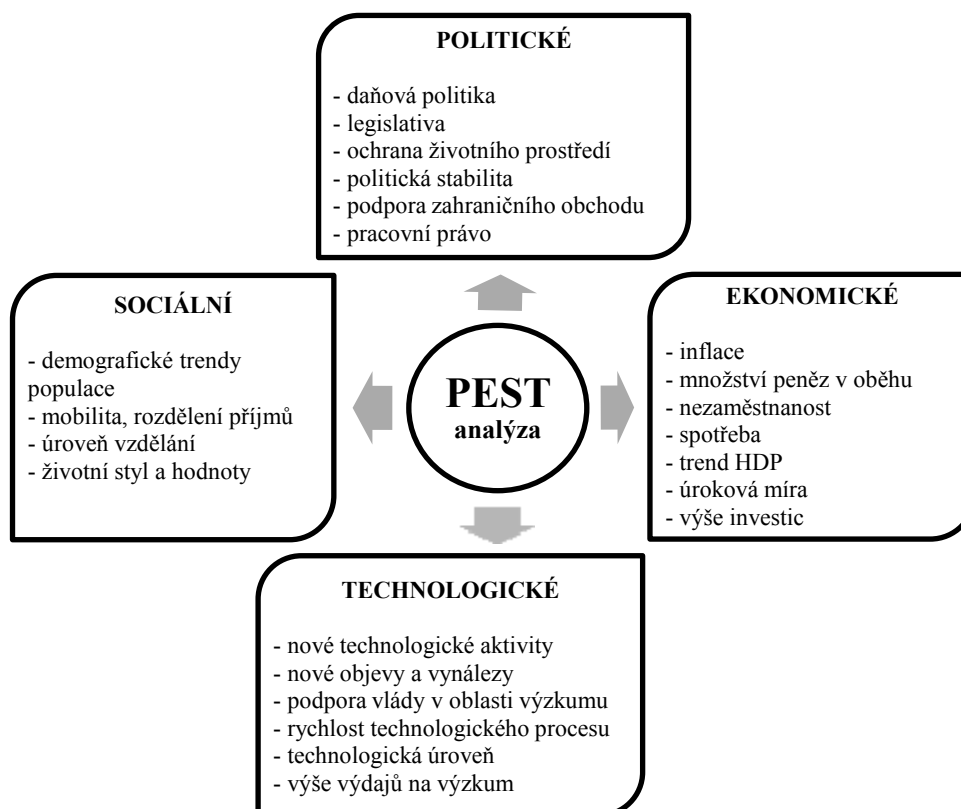 POLITICKÉ
- daňová politika
- legislativa
- ochrana životního prostředí
- politická stabilita
- podpora zahraničního obchodu
- pracovní právo
SOCIÁLNÍ
- demografické trendy
populace
- mobilita, rozdělení příjmů
- úroveň vzdělání
- životní styl a hodnoty
PEST
analýza
EKONOMICKÉ
- inflace
- množství peněz v oběhu
- nezaměstnanost
- spotřeba
- trend HDP
- úroková míra
- výše investic
TECHNOLOGICKÉ
- nové technologické aktivity
- nové objevy a vynálezy
- podpora vlády v oblasti výzkumu
- rychlost technologického procesu
- technologická úroveň
- výše výdajů na výzkum